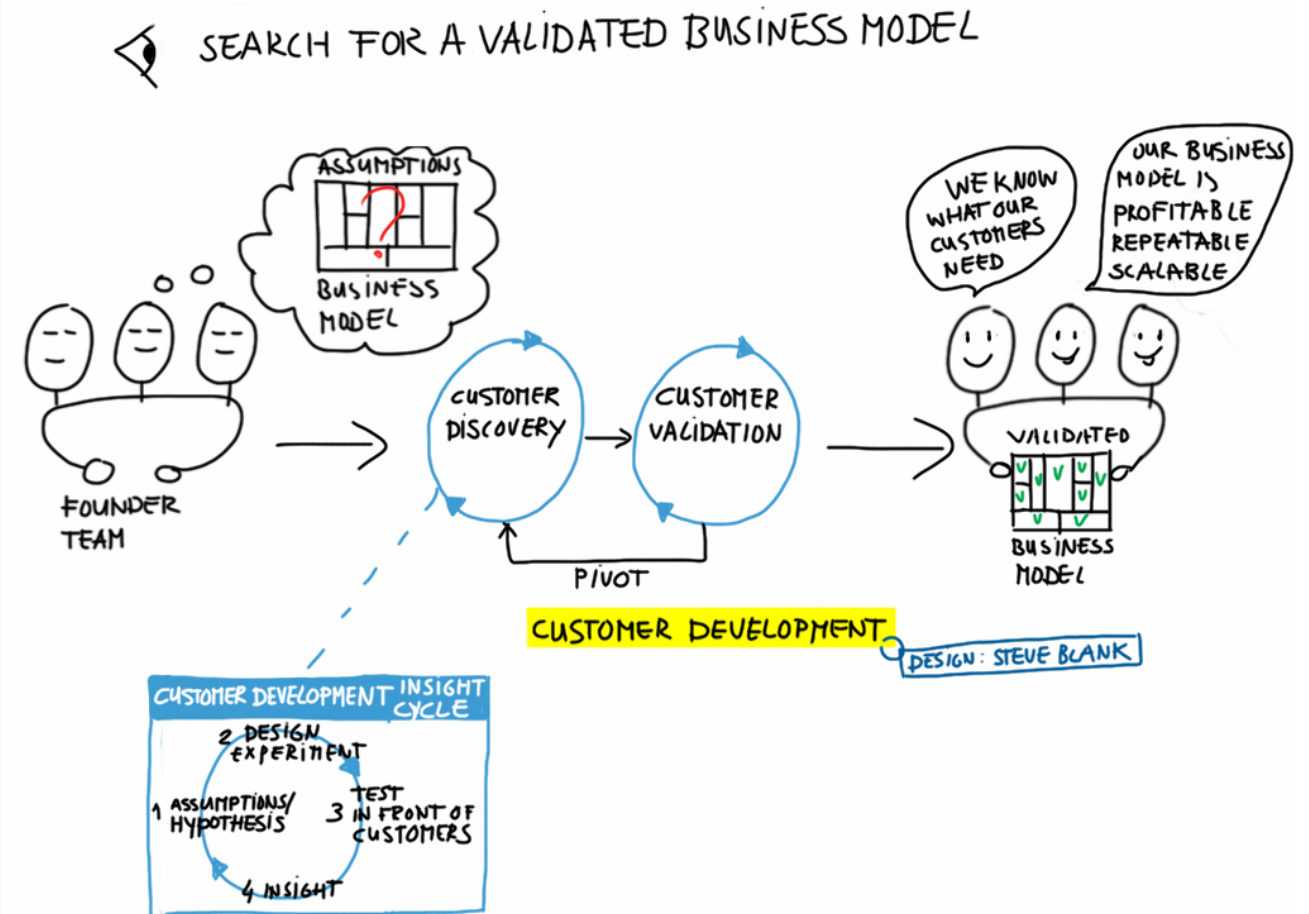 SEARCH FOR A VALIDATED BUSINESS MODEL
ASSUMPTIONS
?
BUSINESS
MODEL
FOUNDER
TEAM
CUSTOMER
DISCOVERY
CUSTOMER
VALIDATION
PIVOT
WE KNOW
WHAT OUR
CUSTOMERS
NEED
OUR BUSINESS
MODEL IS
PROFITABLE
REPEATABLE
SCALABLE
VALIDATED
BUSINESS
MODEL
CUSTOMER DEVELOPMENT
DESIGN: STEVE BLANK
CUSTOMER DEVELOPMENT INSIGHT
CYCLE
1 ASSUMPTIONS/
HYPOTHESIS
2 DESIGN
EXPERIMENT
3 TEST
IN FRONT OF
CUSTOMERS
4 INSIGHT